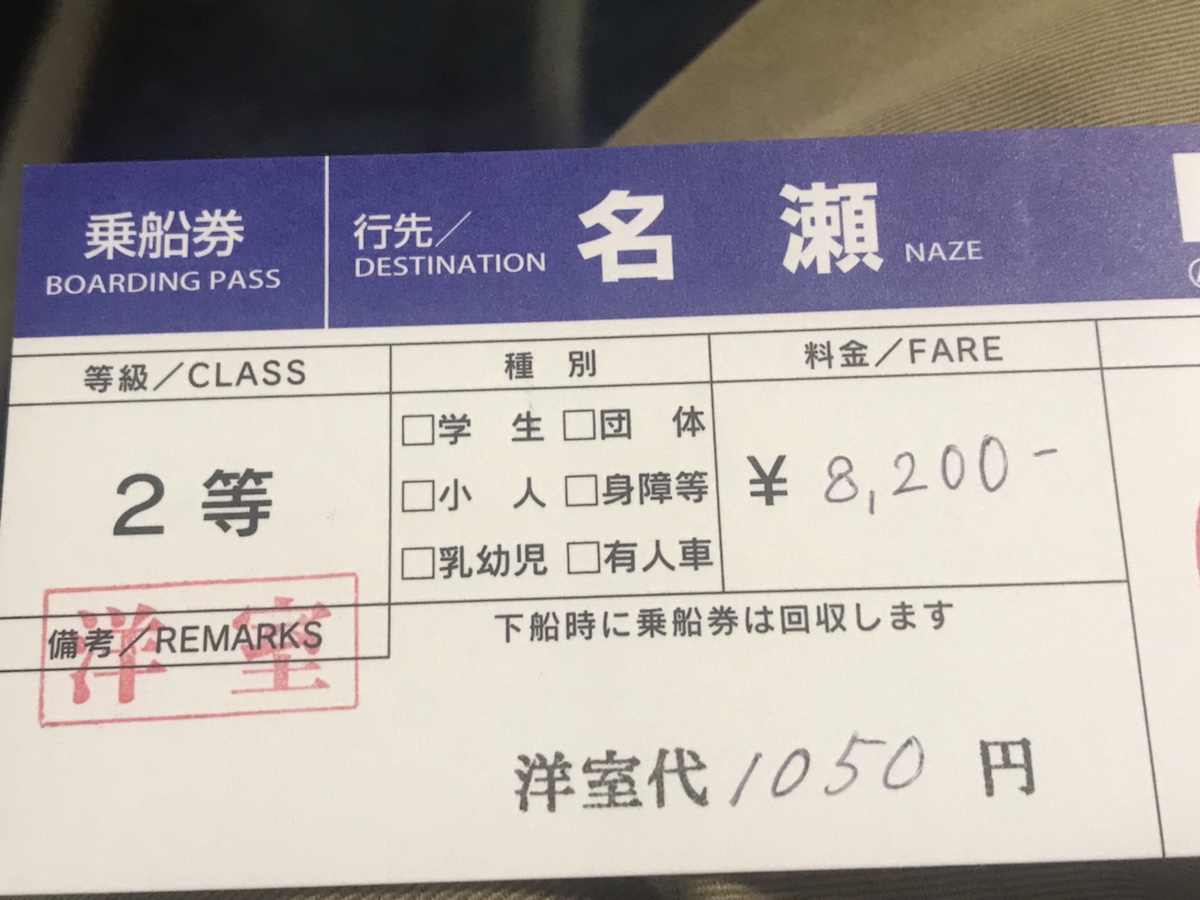 乗船券
BOARDING PASS
行先／
DESTINATION
名 瀬 NAZE
等級／CLASS
種 別
料金／FARE
2 等
□学 生 □団 体
□小 人 □身障等
□乳幼児 □有人車
¥ 8,200-
備考／REMARKS
洋 室
下船時に乗船券は回収します
洋室代 1050 円